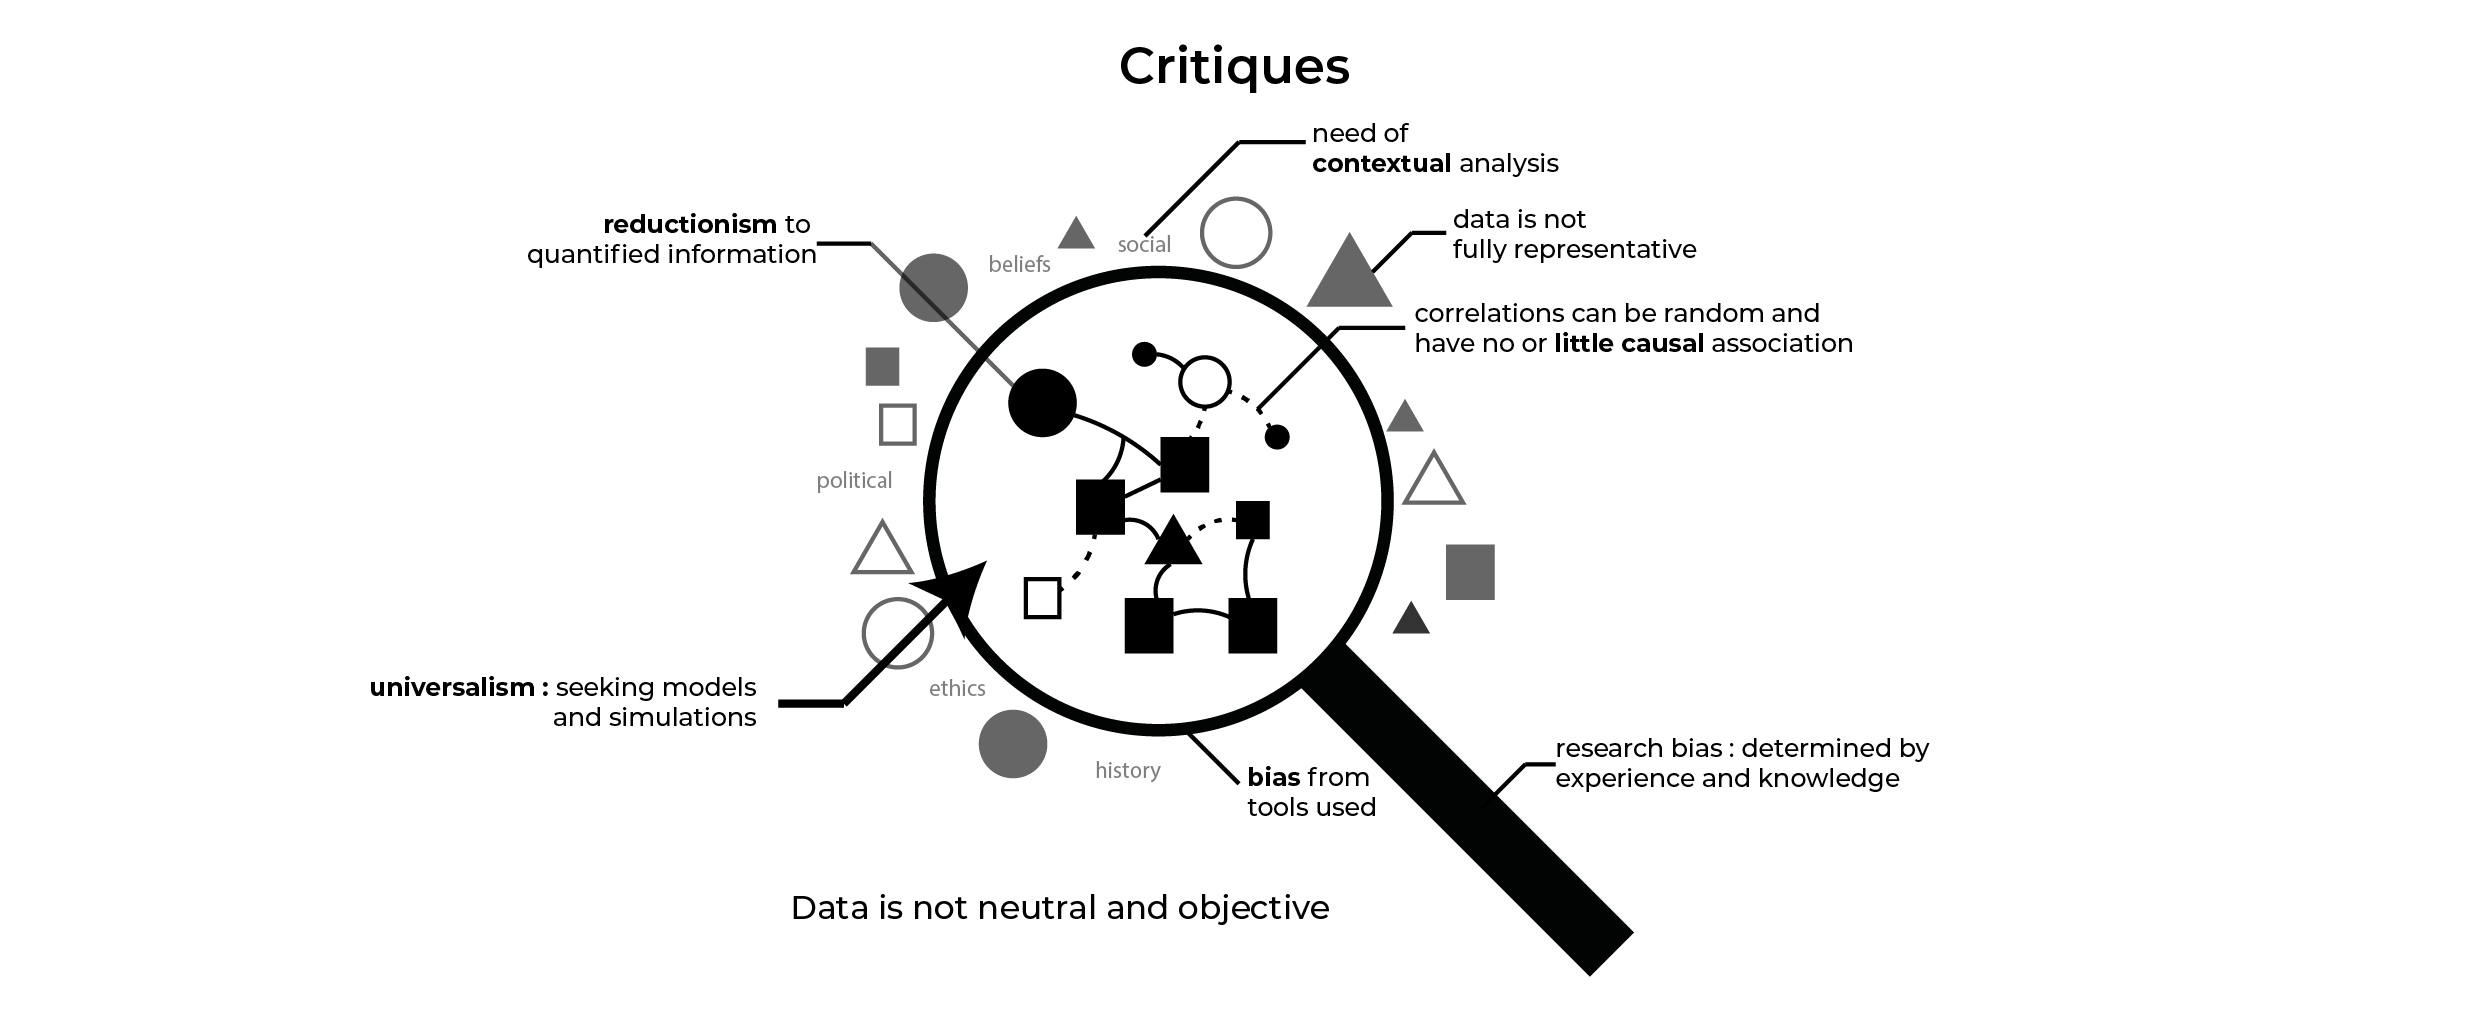 Critiques
need of
contextual analysis
reductionism to
quantified information
data is not
fully representative
social
beliefs
correlations can be random and
have no or little causal association
political
universalism : seeking models
and simulations
ethics
history
bias from
tools used
research bias : determined by
experience and knowledge
Data is not neutral and objective